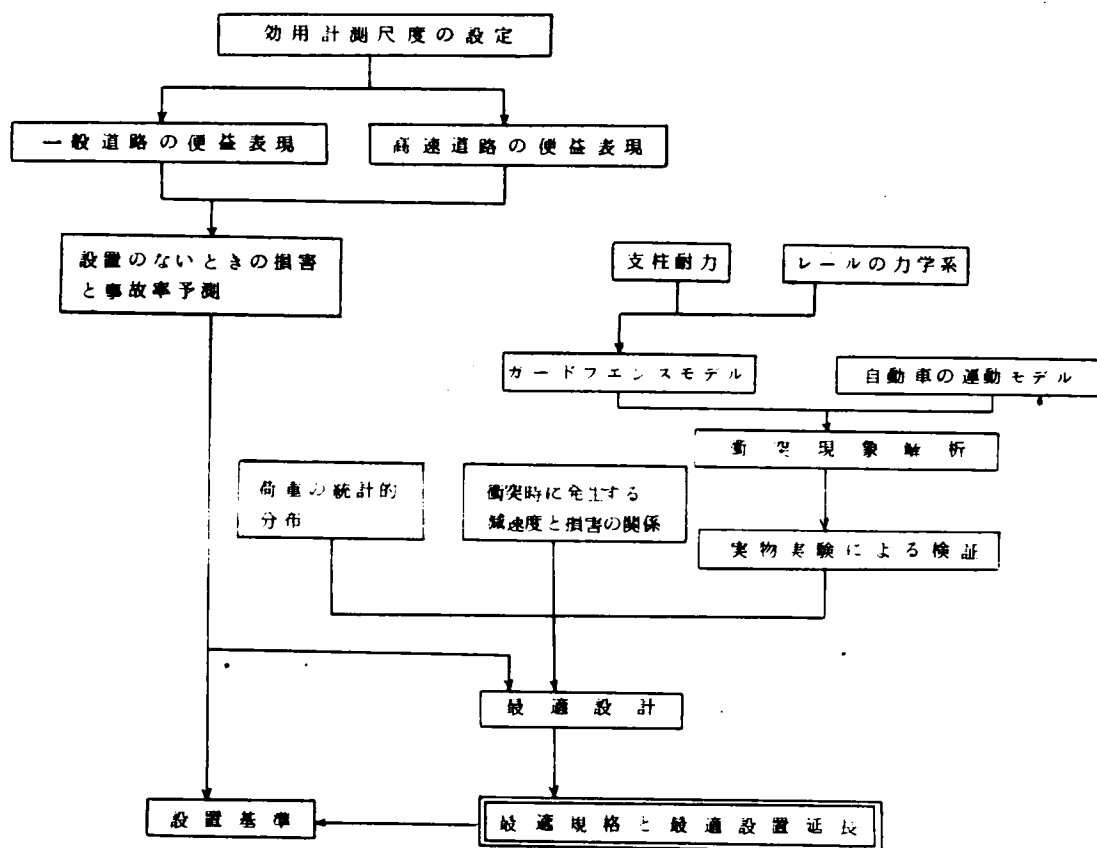 効用計測尺度の設定
一般道路の便益表現
高速道路の便益表現
設置のないときの損害
と事故率予測
支柱耐力
レールの力学系
ガードフエンスモデル
自動車の運動モデル
衝突現象解析
荷重の統計的
分布
衝突時に発生する
減速度と損害の関係
実物実験による検証
最適設計
設置基準
最適規格と最適設置延長